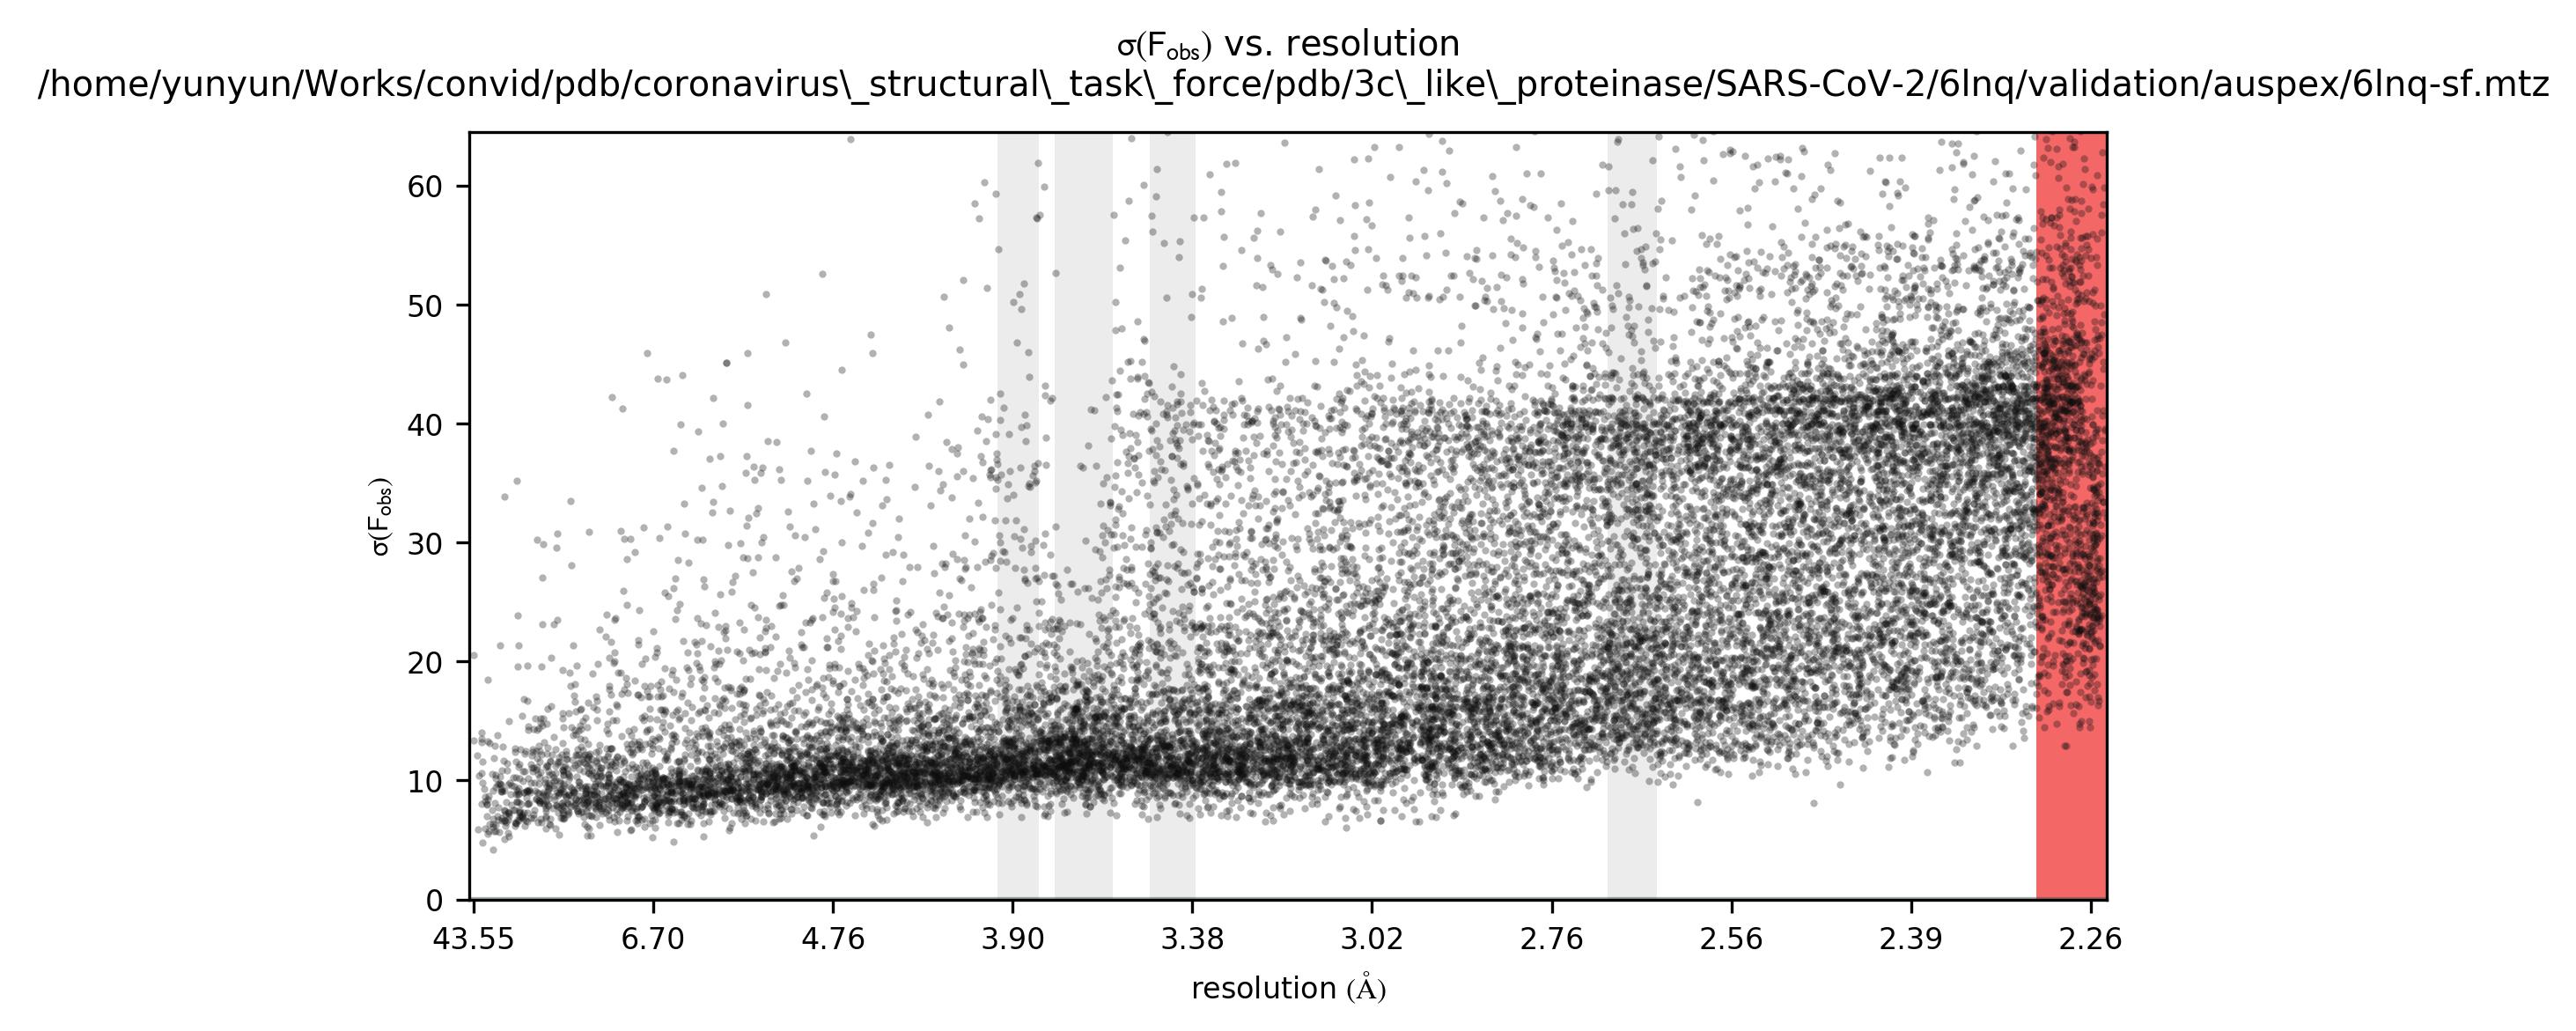 σ(Fobs) vs. resolution
/home/yunyun/Works/convid/pdb/coronavirus\_structural\_task\_force/pdb/3c\_like\_proteinase/SARS-CoV-2/6lnq/validation/auspex/6lnq-sf.mtz
60
50
40
30
20
10
0
σ(Fobs)
43.55 6.70 4.76 3.90 3.38 3.02 2.76 2.56 2.39 2.26
resolution (Å)